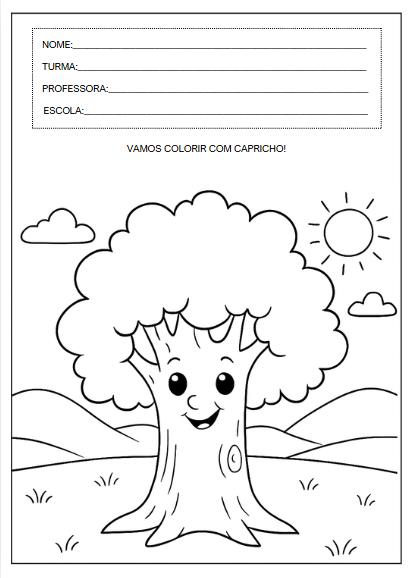 NOME:
TURMA:
PROFESSORA:
ESCOLA:
VAMOS COLORIR COM CAPRICHO!